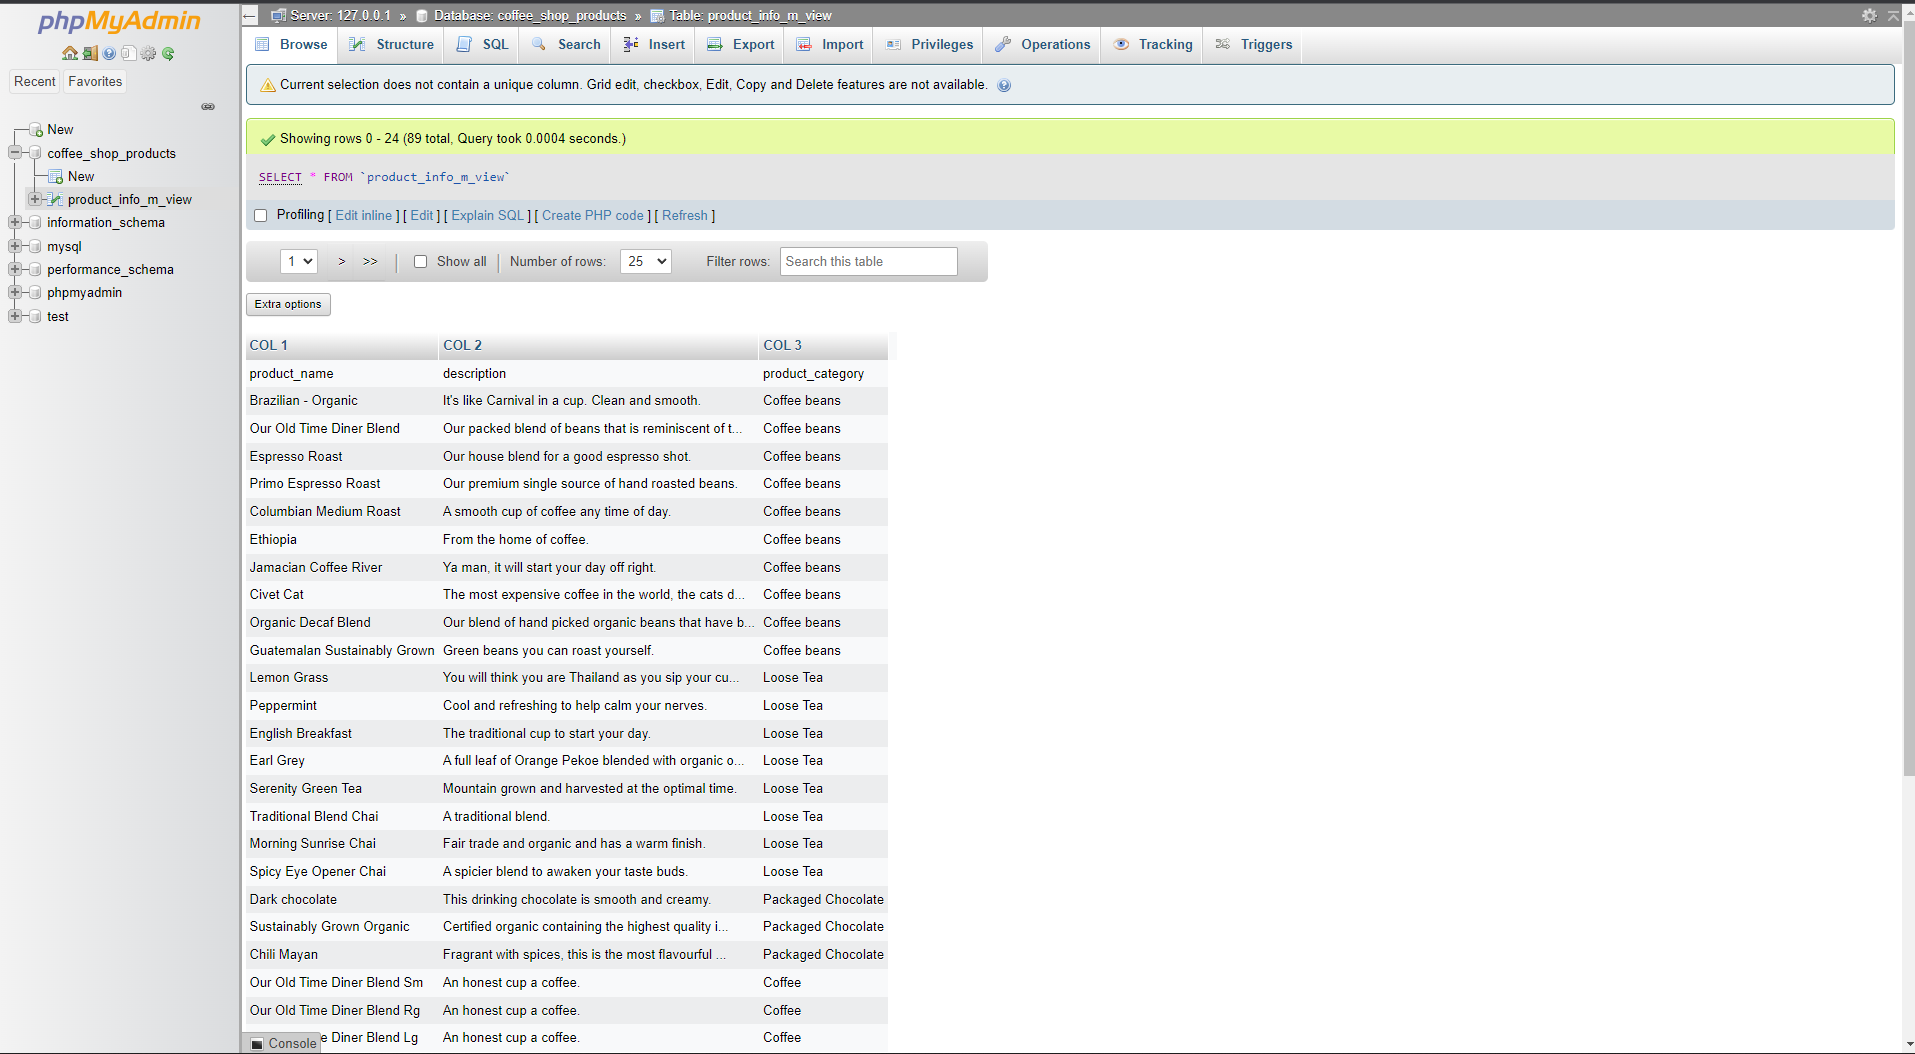 phpMyAdmin
Recent Favorites
New
coffee_shop_products
New
product_info_m_view
information_schema
mysql
performance_schema
phpmyadmin
test
Server: 127.0.0.1 » Database: coffee_shop_products » Table: product_info_m_view
Browse Structure SQL Search Insert Export Import Privileges Operations Tracking Triggers
Current selection does not contain a unique column. Grid edit, checkbox, Edit, Copy and Delete features are not available.
Showing rows 0 - 24 (89 total, Query took 0.0004 seconds.)
SELECT * FROM `product_info_m_view`
Profiling [ Edit inline ] [ Edit ] [ Explain SQL ] [ Create PHP code ] [ Refresh ]
1 > >> | Show all | Number of rows: 25 Filter rows: Search this table
Extra options
COL 1 COL 2 COL 3
product_name description product_category
Brazilian - Organic It's like Carnival in a cup. Clean and smooth. Coffee beans
Our Old Time Diner Blend Our packed blend of beans that is reminiscent of t... Coffee beans
Espresso Roast Our house blend for a good espresso shot. Coffee beans
Primo Espresso Roast Our premium single source of hand roasted beans. Coffee beans
Columbian Medium Roast A smooth cup of coffee any time of day. Coffee beans
Ethiopia From the home of coffee. Coffee beans
Jamacian Coffee River Ya man, it will start your day off right. Coffee beans
Civet Cat The most expensive coffee in the world, the cats d... Coffee beans
Organic Decaf Blend Our blend of hand picked organic beans that have b... Coffee beans
Guatemalan Sustainably Grown Green beans you can roast yourself. Coffee beans
Lemon Grass You will think you are Thailand as you sip your cu... Loose Tea
Peppermint Cool and refreshing to help calm your nerves. Loose Tea
English Breakfast The traditional cup to start your day. Loose Tea
Earl Grey A full leaf of Orange Pekoe blended with organic o... Loose Tea
Serenity Green Tea Mountain grown and harvested at the optimal time. Loose Tea
Traditional Blend Chai A traditional blend. Loose Tea
Morning Sunrise Chai Fair trade and organic and has a warm finish. Loose Tea
Spicy Eye Opener Chai A spicier blend to awaken your taste buds. Loose Tea
Dark chocolate This drinking chocolate is smooth and creamy. Packaged Chocolate
Sustainably Grown Organic Certified organic containing the highest quality i... Packaged Chocolate
Chili Mayan Fragrant with spices, this is the most flavourful ... Packaged Chocolate
Our Old Time Diner Blend Sm An honest cup a coffee. Coffee
Our Old Time Diner Blend Rg An honest cup a coffee. Coffee
e Diner Blend Lg An honest cup a coffee. Coffee
Console